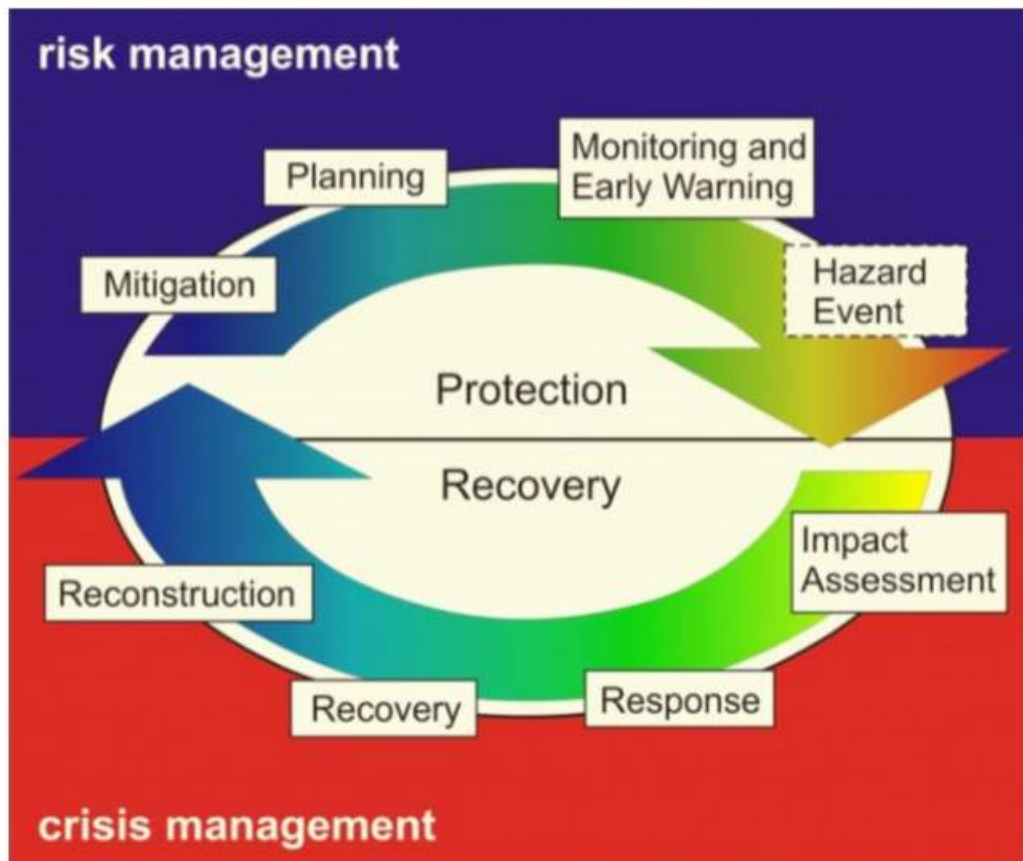 risk management
Planning
Monitoring and
Early Warning
Mitigation
Hazard
Event
Protection
Recovery
Impact
Assessment
Reconstruction
Recovery
Response
crisis management